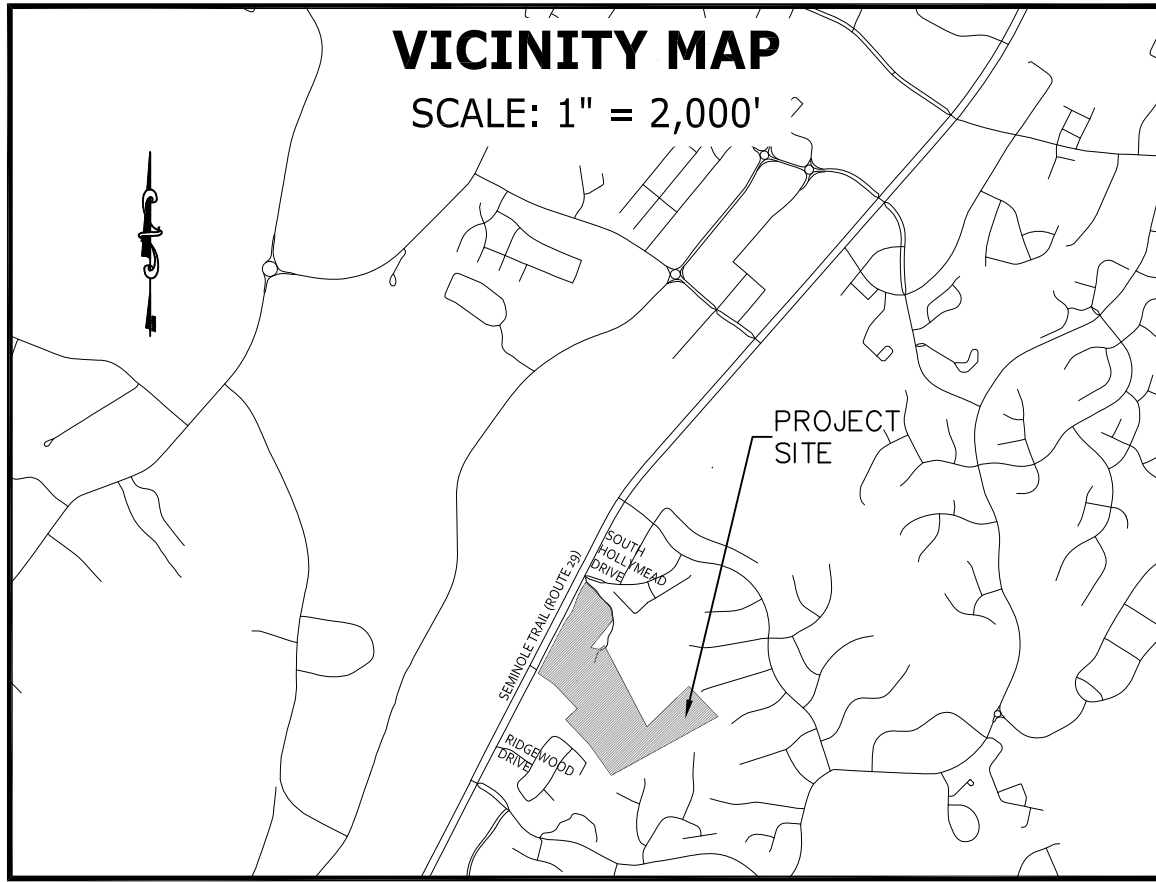 VICINITY MAP
SCALE: 1" = 2,000'
PROJECT
SITE
SOUTH
HOLLYMEAD
DRIVE
SEMINOLE TRAIL (ROUTE 29)
RIDGEWOOD
DRIVE